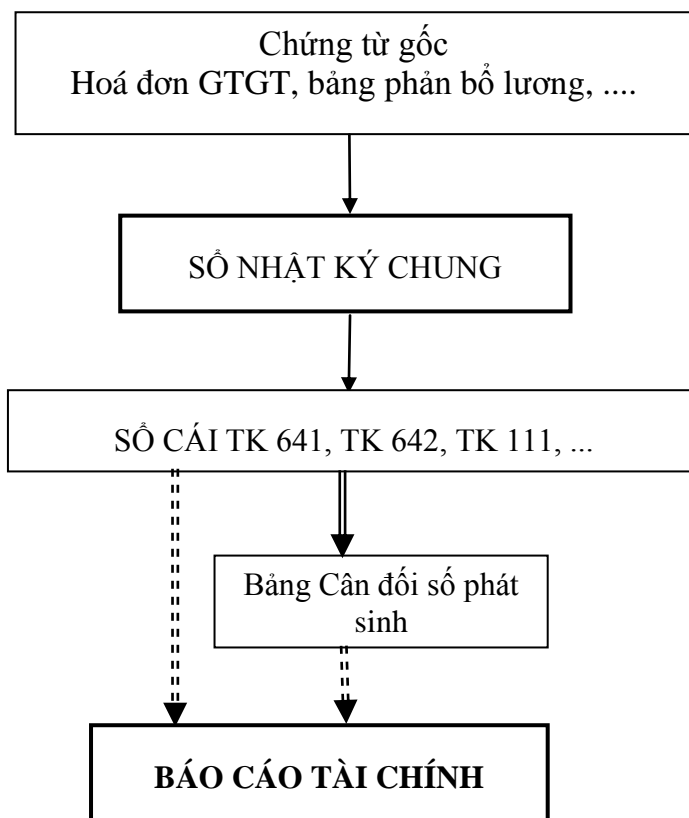 Chứng từ gốc
Hoá đơn GTGT, bảng phản bổ lương, ....
SỔ NHẬT KÝ CHUNG
SỔ CÁI TK 641, TK 642, TK 111, ...
Bảng Cân đối số phát
sinh
BÁO CÁO TÀI CHÍNH